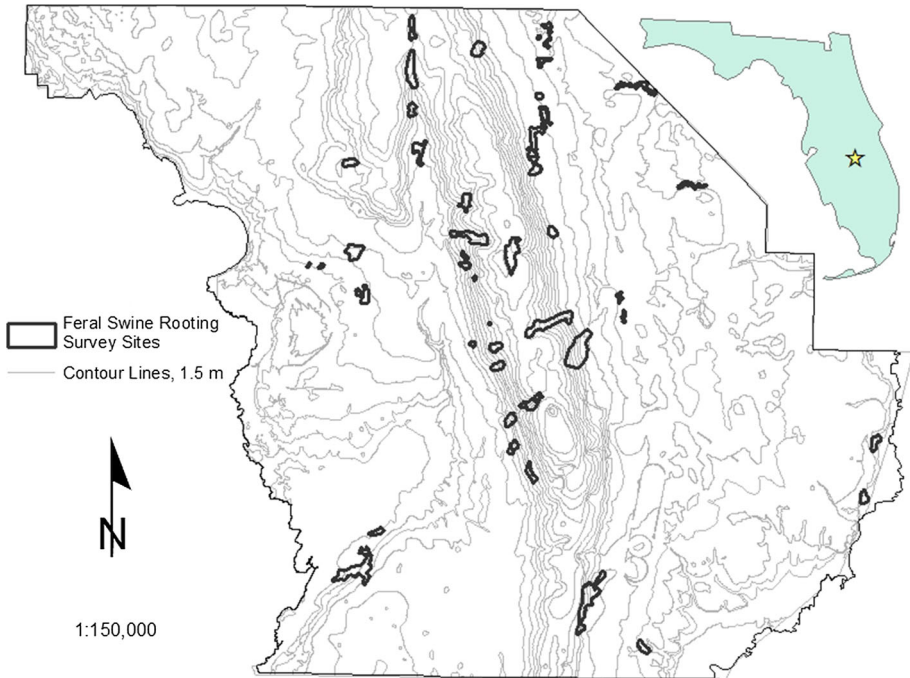 Feral Swine Rooting
Survey Sites
Contour Lines, 1.5 m
N
1:150,000